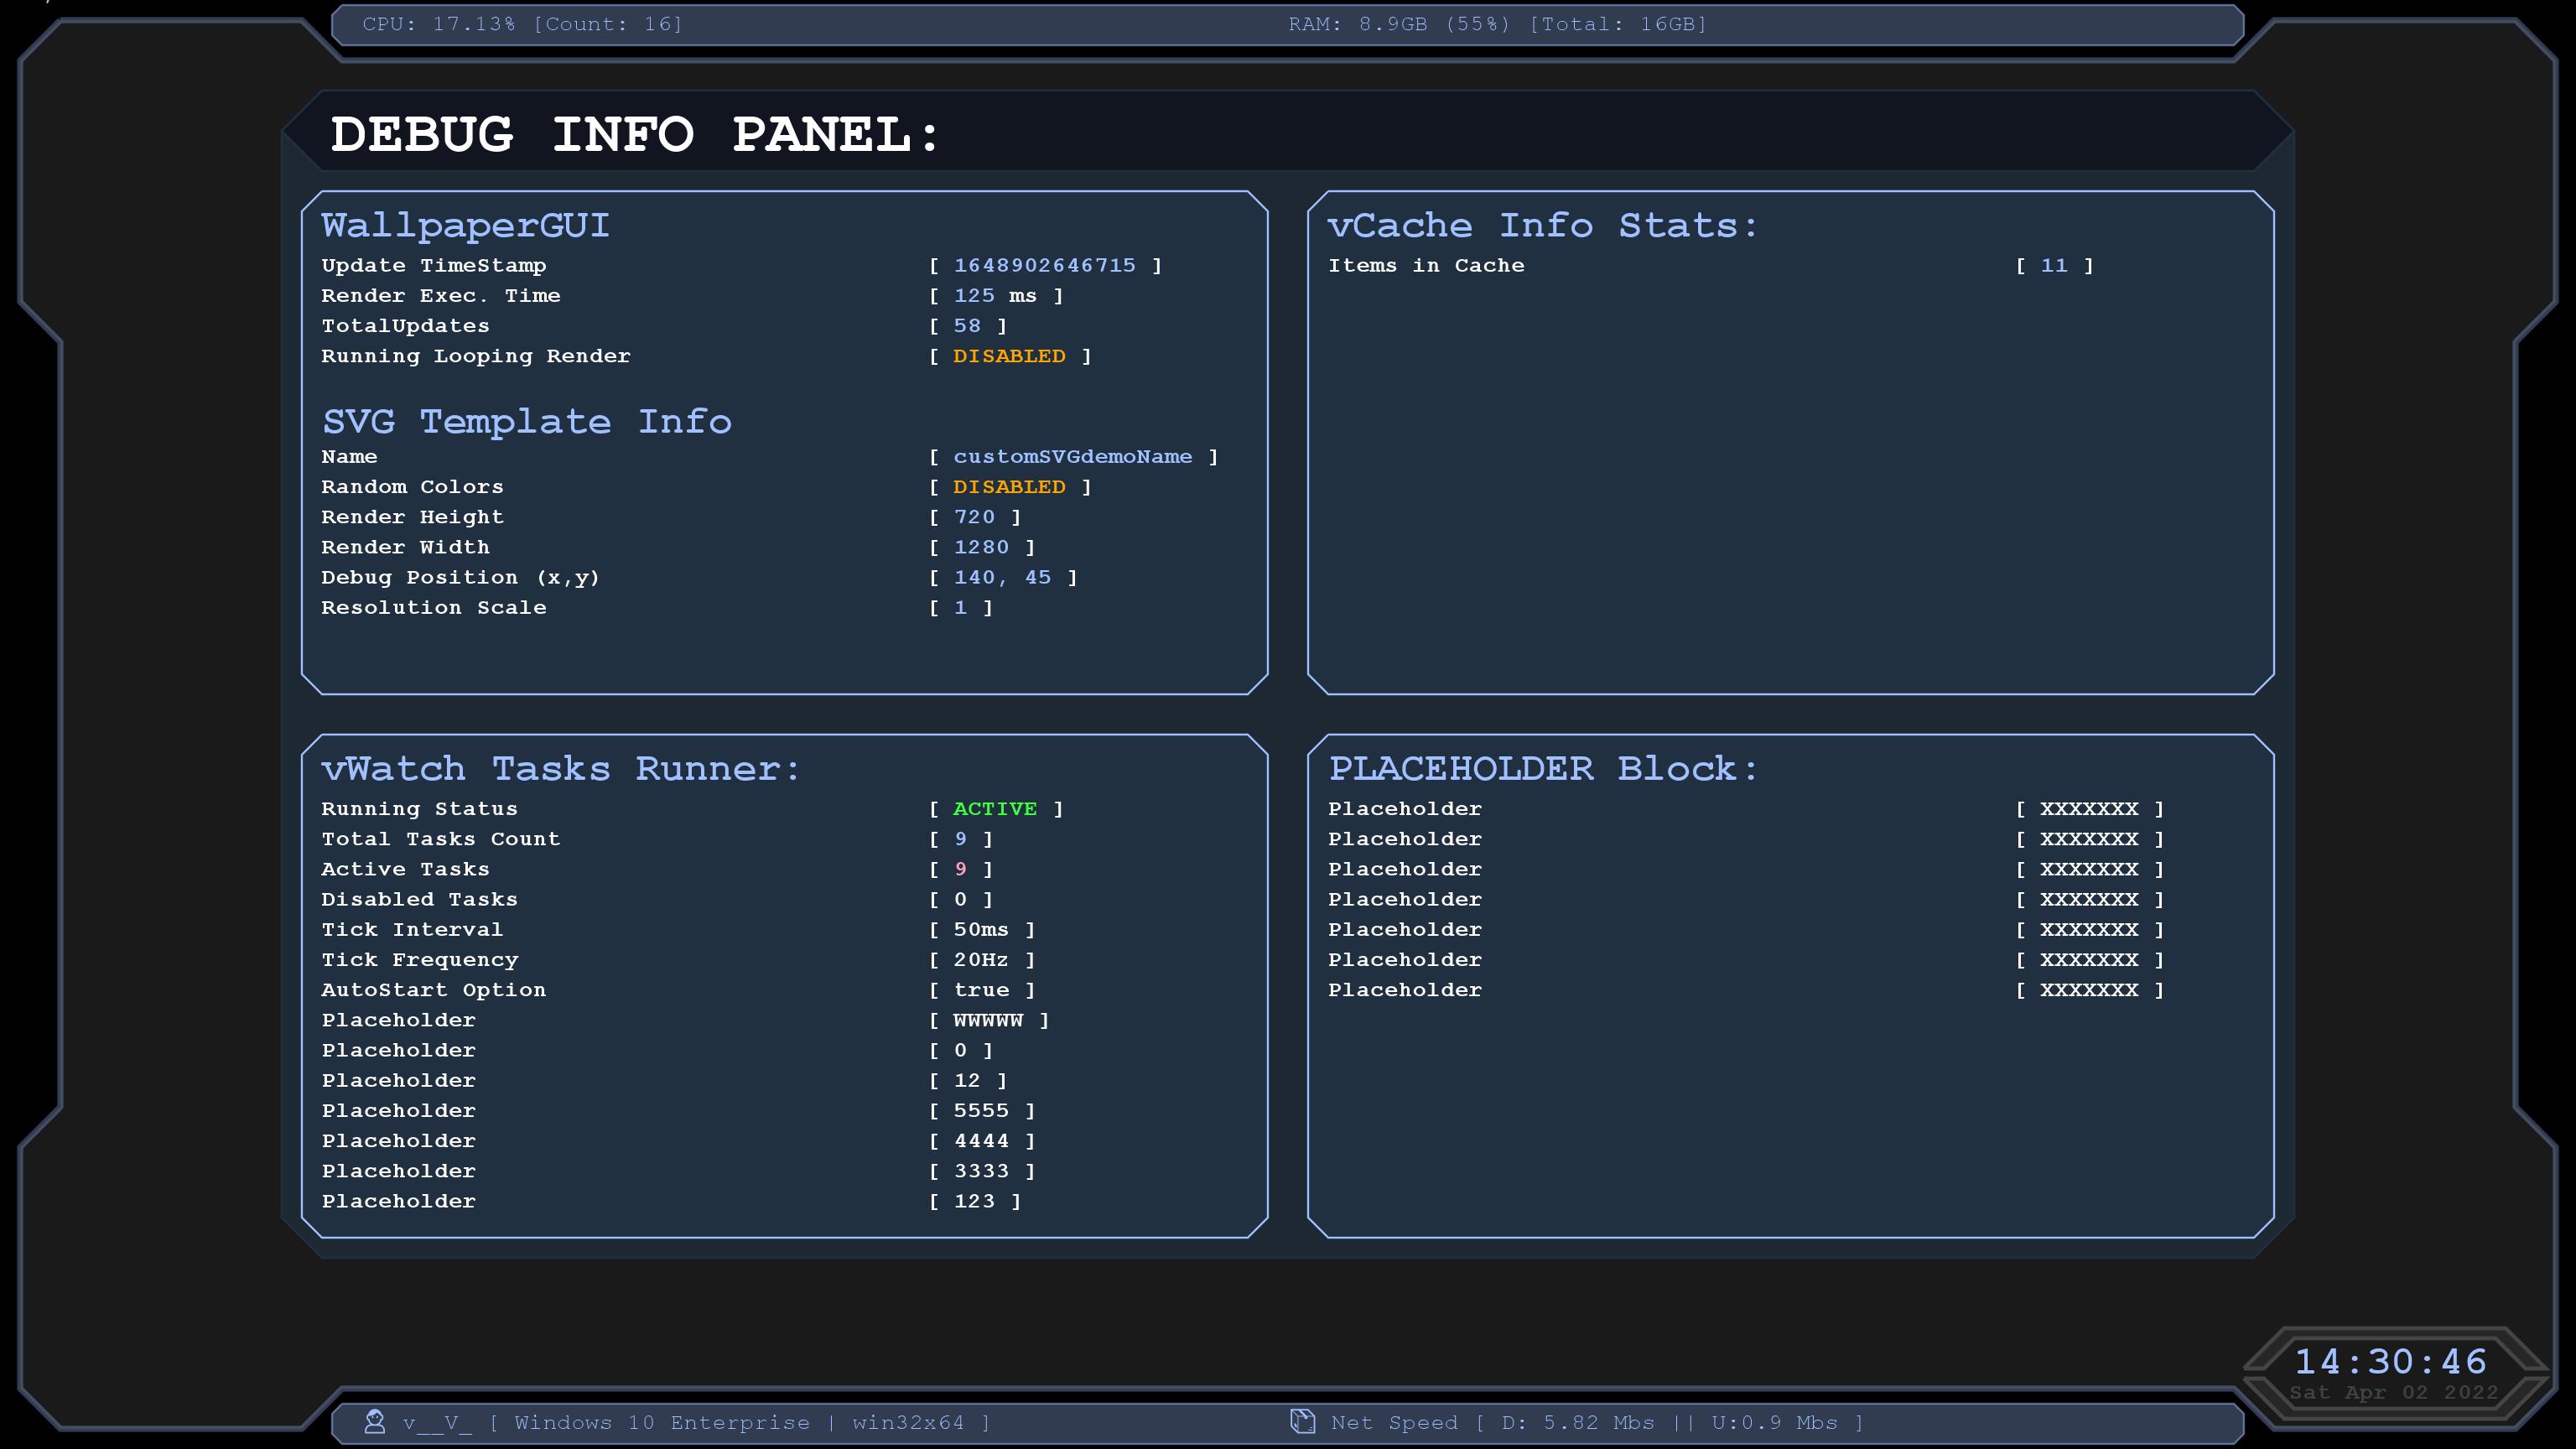 CPU: 17.13% [Count: 16]
RAM: 8.9GB (55%) [Total: 16GB]
DEBUG INFO PANEL:
WallpaperGUI
Update TimeStamp [ 1648902646715 ]
Render Exec. Time [ 125 ms ]
TotalUpdates [ 58 ]
Running Looping Render [ DISABLED ]
SVG Template Info
Name [ customSVGdemoName ]
Random Colors [ DISABLED ]
Render Height [ 720 ]
Render Width [ 1280 ]
Debug Position (x,y) [ 140, 45 ]
Resolution Scale [ 1 ]
vCache Info Stats:
Items in Cache [ 11 ]
vWatch Tasks Runner:
Running Status [ ACTIVE ]
Total Tasks Count [ 9 ]
Active Tasks [ 9 ]
Disabled Tasks [ 0 ]
Tick Interval [ 50ms ]
Tick Frequency [ 20Hz ]
AutoStart Option [ true ]
Placeholder [ WWWWW ]
Placeholder [ 0 ]
Placeholder [ 12 ]
Placeholder [ 5555 ]
Placeholder [ 4444 ]
Placeholder [ 3333 ]
Placeholder [ 123 ]
PLACEHOLDER Block:
Placeholder [ XXXXXXX ]
Placeholder [ XXXXXXX ]
Placeholder [ XXXXXXX ]
Placeholder [ XXXXXXX ]
Placeholder [ XXXXXXX ]
Placeholder [ XXXXXXX ]
Placeholder [ XXXXXXX ]
14:30:46
Sat Apr 02 2022
v__V_ [ Windows 10 Enterprise | win32x64 ]
Net Speed [ D: 5.82 Mbs || U:0.9 Mbs ]